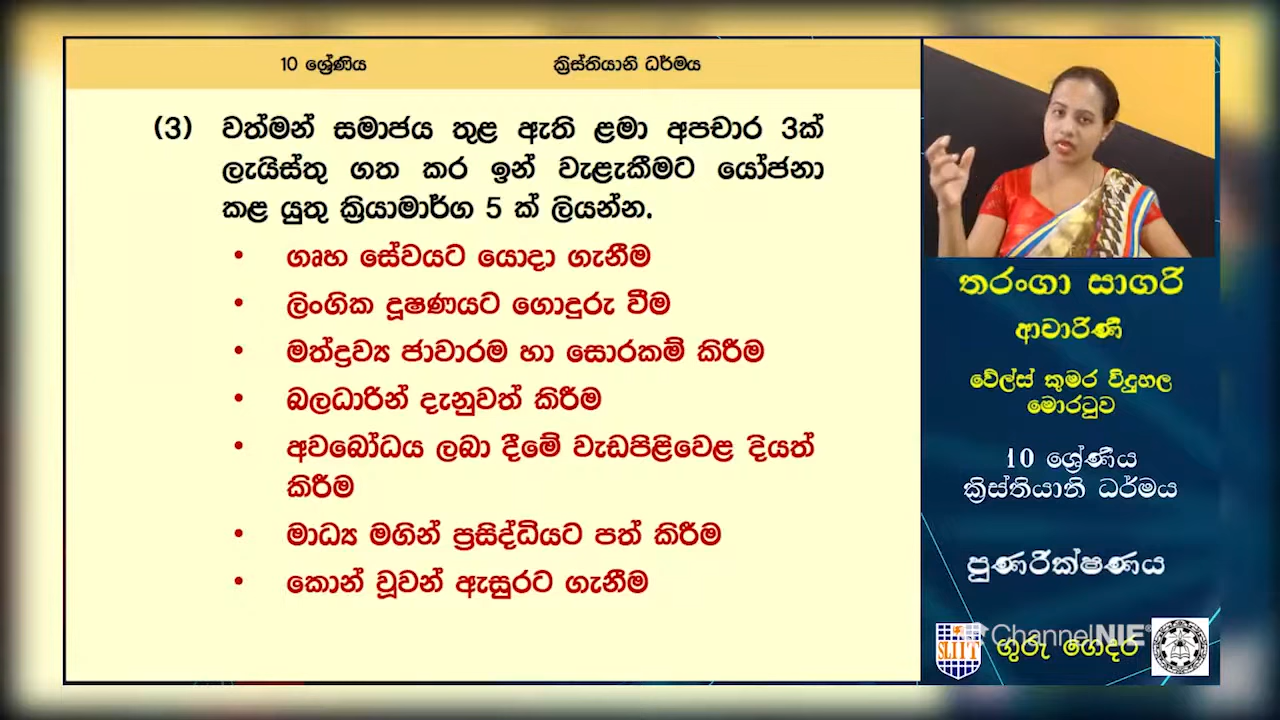 10 ශ්‍රේණිය
ක්‍රිස්තියානි ධර්මය
(3) වත්මන් සමාජය තුළ ඇති ළමා අපචාර 3ක්
ලැයිස්තු ගත කර ඉන් වැළැකීමට යෝජනා
කළ යුතු ක්‍රියාමාර්ග 5 ක් ලියන්න.
• ගෘහ සේවයට යොදා ගැනීම
• ලිංගික දූෂණයට ගොදුරු වීම
• මත්ද්‍රව්‍ය ජාවාරම හා සොරකම් කිරීම
• බලධාරින් දැනුවත් කිරීම
• අවබෝධය ලබා දීමේ වැඩපිළිවෙළ දියත්
කිරීම
• මාධ්‍ය මගින් ප්‍රසිද්ධියට පත් කිරීම
• කොන් වූවන් ඇසුරට ගැනීම
තරංගා සාගරි
ආචාරිණී
වේල්ස් කුමර විදුහල
මොරටුව
10 ශ්‍රේණිය
ක්‍රිස්තියානි ධර්මය
පුණරීක්ෂණය
ChannelNIE
SLIIT
ගුරු ගෙදර